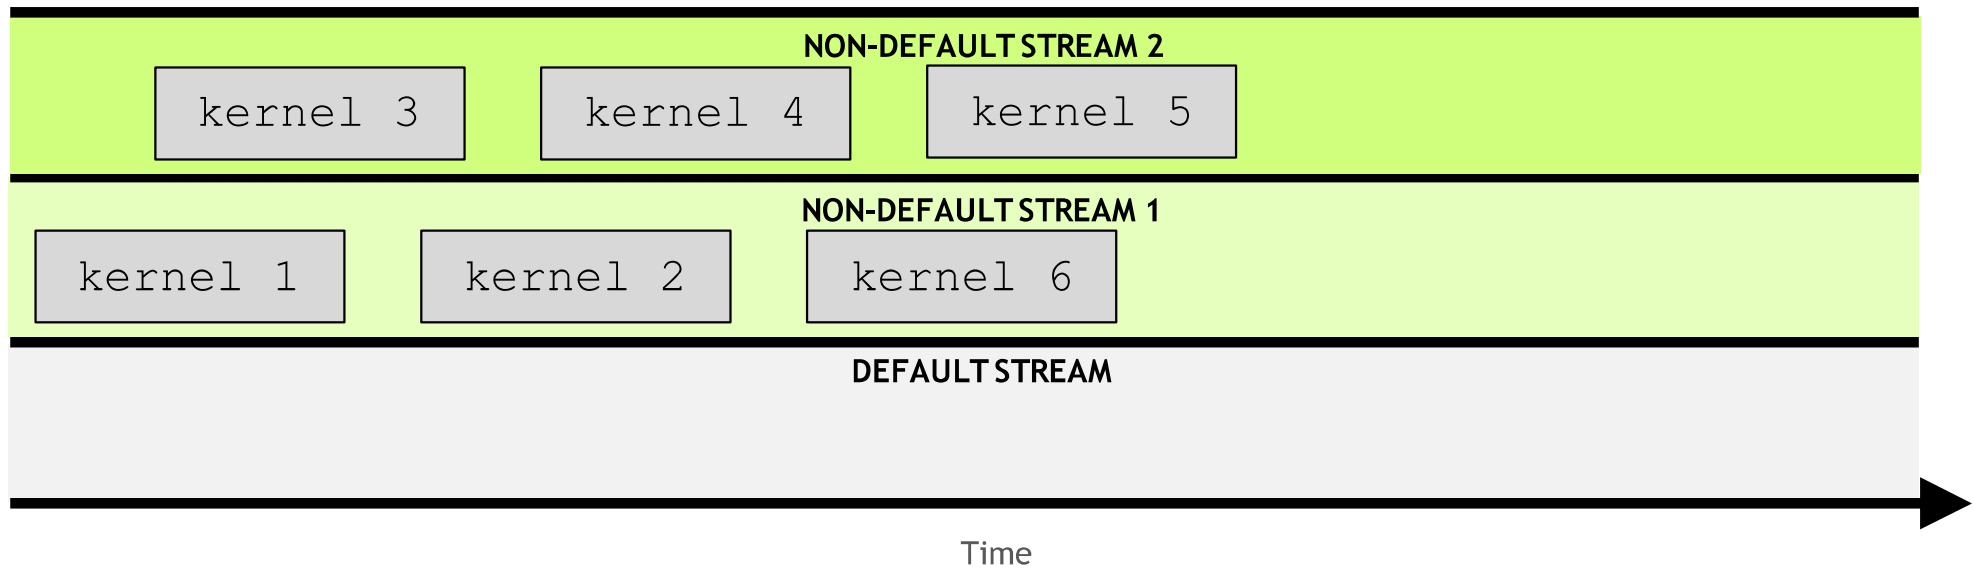 NON-DEFAULT STREAM 2
kernel 3
kernel 4
kernel 5
NON-DEFAULT STREAM 1
kernel 1
kernel 2
kernel 6
DEFAULT STREAM
Time